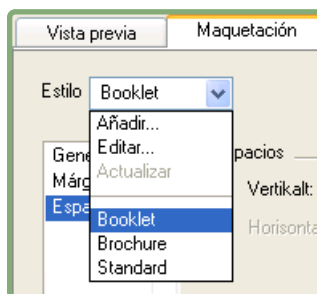 Vista previa
Maquetación
Estilo
Booklet
Añadir...
Editar...
Actualizar
Booklet
Brochure
Standard
Gene
Márg
Espa
pacios
Vertikalt:
Horisonta